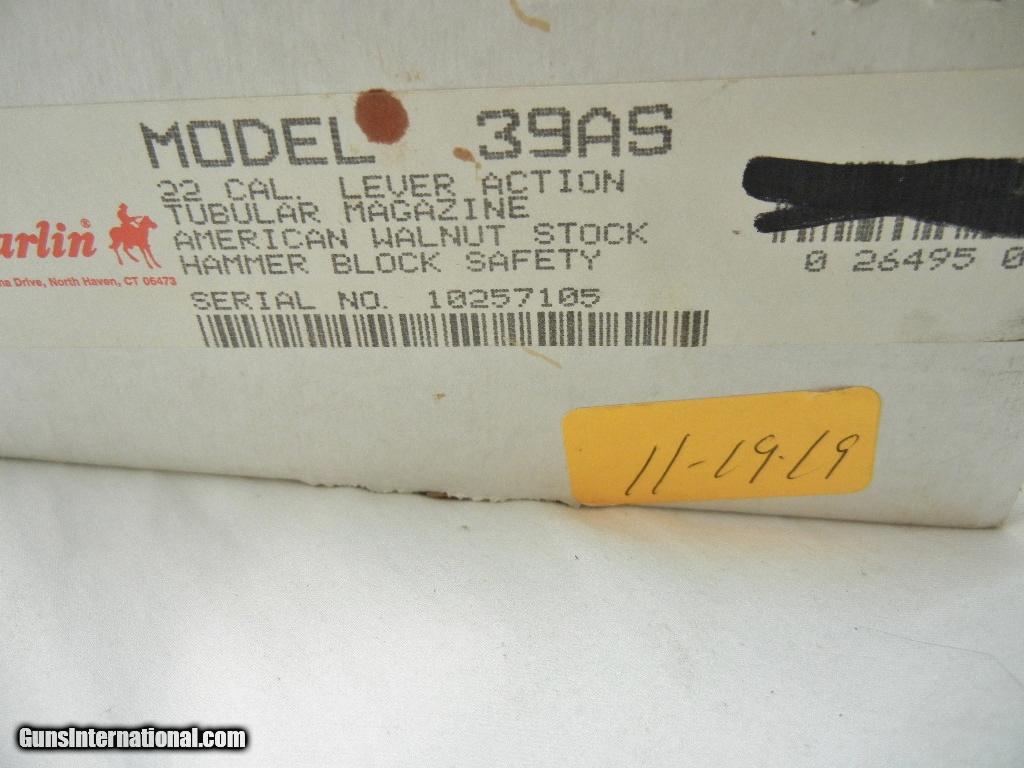 MODEL 39AS
22 CAL. LEVER ACTION
TUBULAR MAGAZINE
AMERICAN WALNUT STOCK
HAMMER BLOCK SAFETY
SERIAL NO. 10257105
arlin®
na Drive, North Haven, CT 06473
0 26495 0
11-19-19
GunsInternational.com